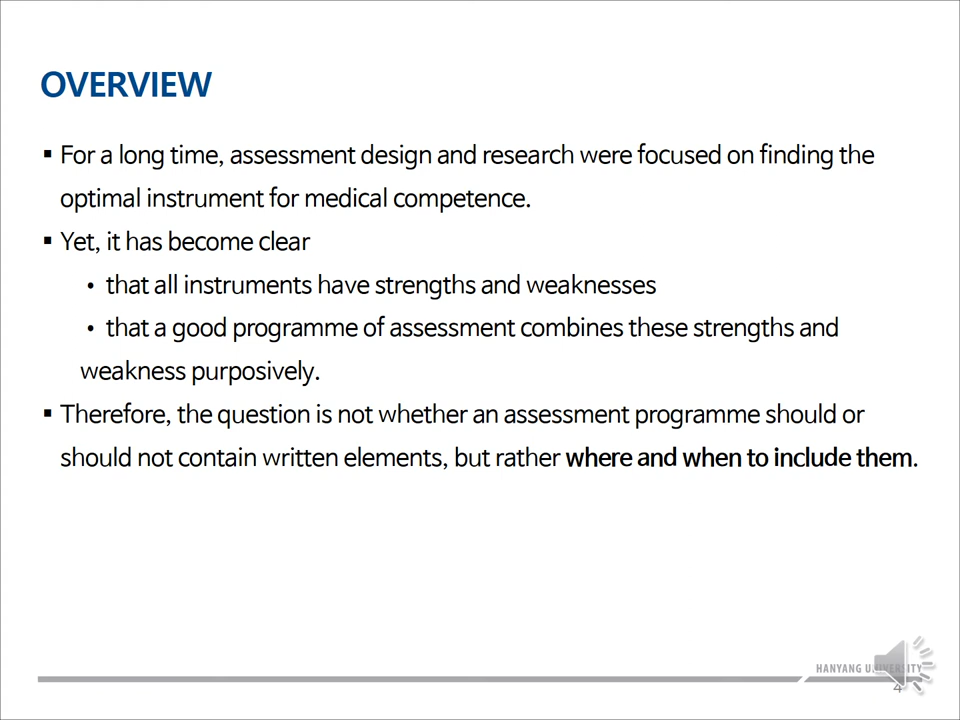 OVERVIEW
▪ For a long time, assessment design and research were focused on finding the
optimal instrument for medical competence.
▪ Yet, it has become clear
• that all instruments have strengths and weaknesses
• that a good programme of assessment combines these strengths and
weakness purposively.
▪ Therefore, the question is not whether an assessment programme should or
should not contain written elements, but rather where and when to include them.
HANYANG UNIVERSITY
4